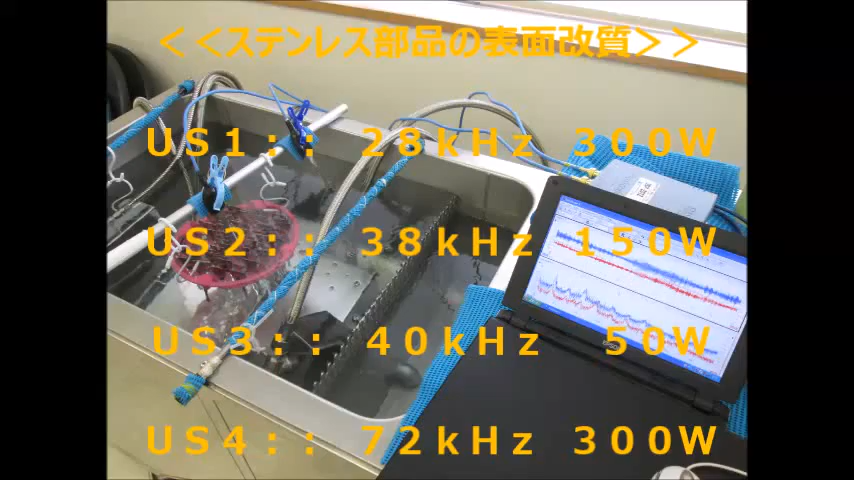 ＜＜ステンレス部品の表面改質＞＞
ＵＳ１：： ２８ｋＨｚ ３００Ｗ
ＵＳ２：： ３８ｋＨｚ １５０Ｗ
ＵＳ３：： ４０ｋＨｚ ５０Ｗ
ＵＳ４：： ７２ｋＨｚ ３００Ｗ